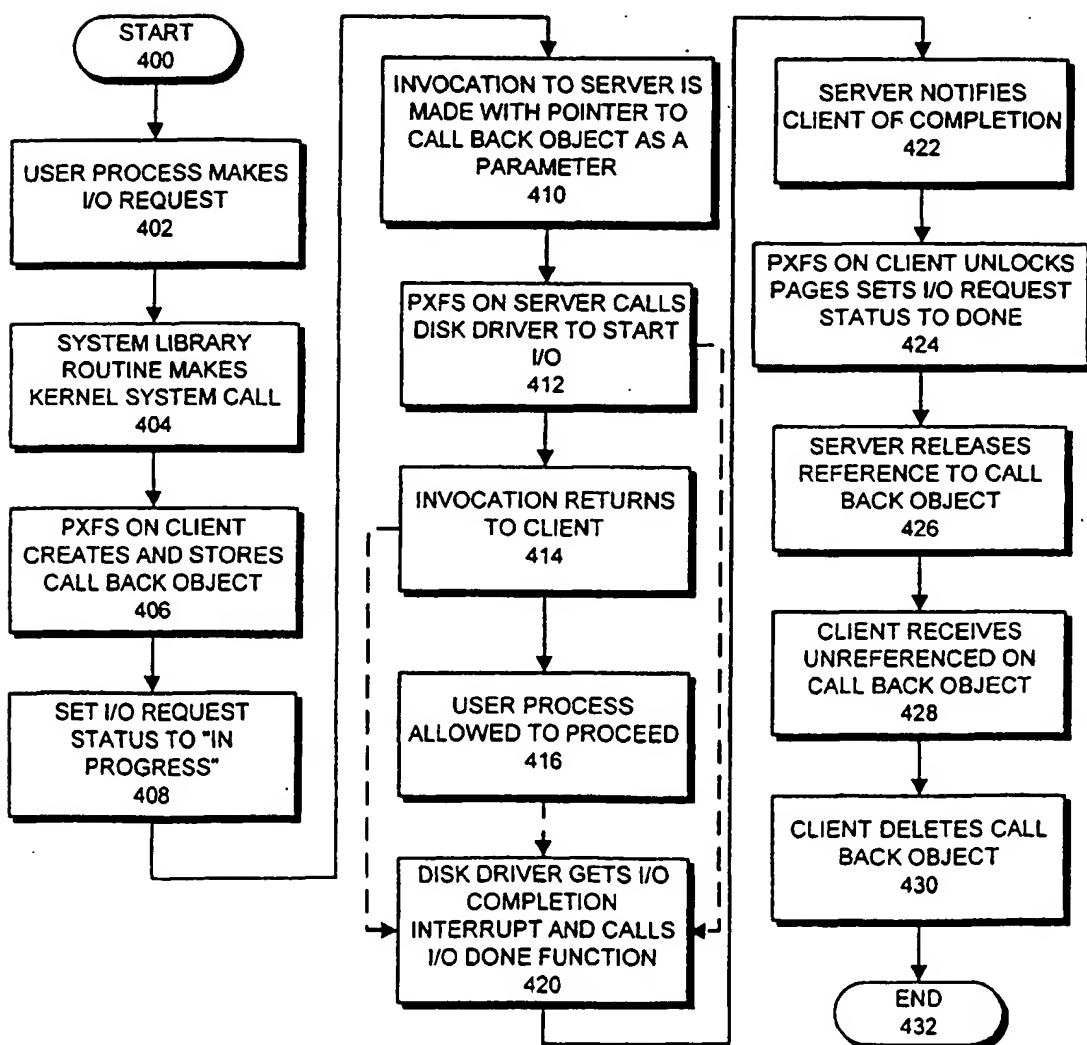 START
400
USER PROCESS MAKES
I/O REQUEST
402
SYSTEM LIBRARY
ROUTINE MAKES
KERNEL SYSTEM CALL
404
PXFS ON CLIENT
CREATES AND STORES
CALL BACK OBJECT
406
SET I/O REQUEST
STATUS TO "IN
PROGRESS"
408
INVOCATION TO SERVER IS
MADE WITH POINTER TO
CALL BACK OBJECT AS A
PARAMETER
410
PXFS ON SERVER CALLS
DISK DRIVER TO START
I/O
412
INVOCATION RETURNS
TO CLIENT
414
USER PROCESS
ALLOWED TO PROCEED
416
DISK DRIVER GETS I/O
COMPLETION
INTERRUPT AND CALLS
I/O DONE FUNCTION
420
SERVER NOTIFIES
CLIENT OF COMPLETION
422
PXFS ON CLIENT UNLOCKS
PAGES SETS I/O REQUEST
STATUS TO DONE
424
SERVER RELEASES
REFERENCE TO CALL
BACK OBJECT
426
CLIENT RECEIVES
UNREFERENCED ON
CALL BACK OBJECT
428
CLIENT DELETES CALL
BACK OBJECT
430
END
432